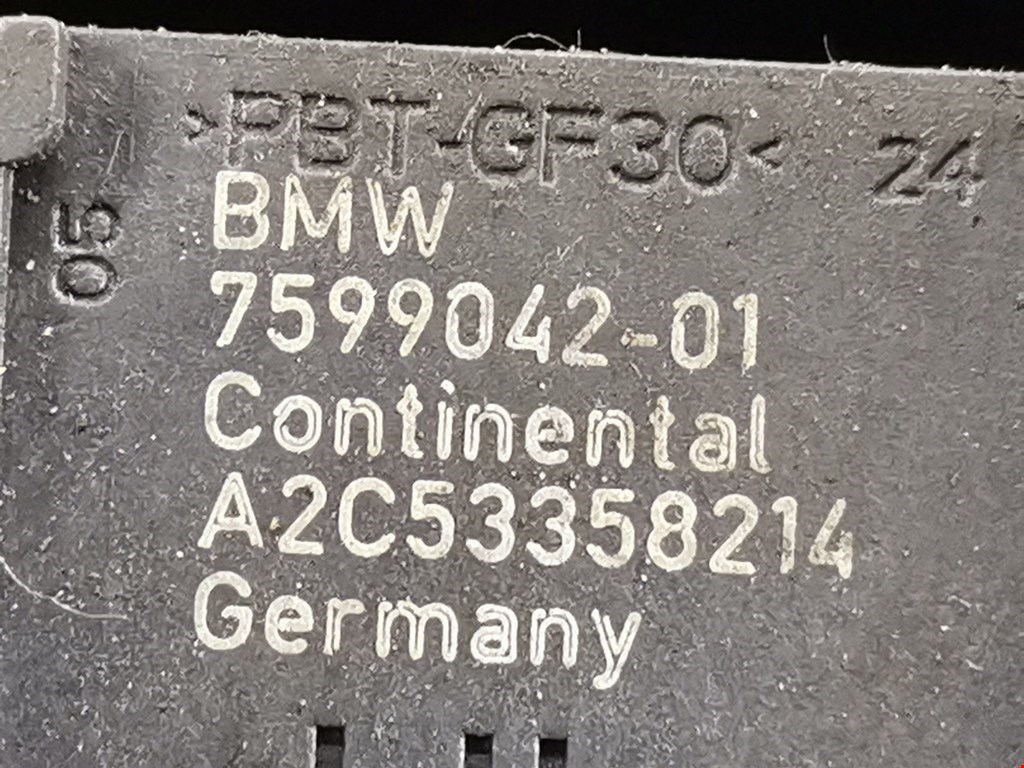 >PBT-GF30< 24
05
BMW
7599042-01
Continental
A2C53358214
Germany